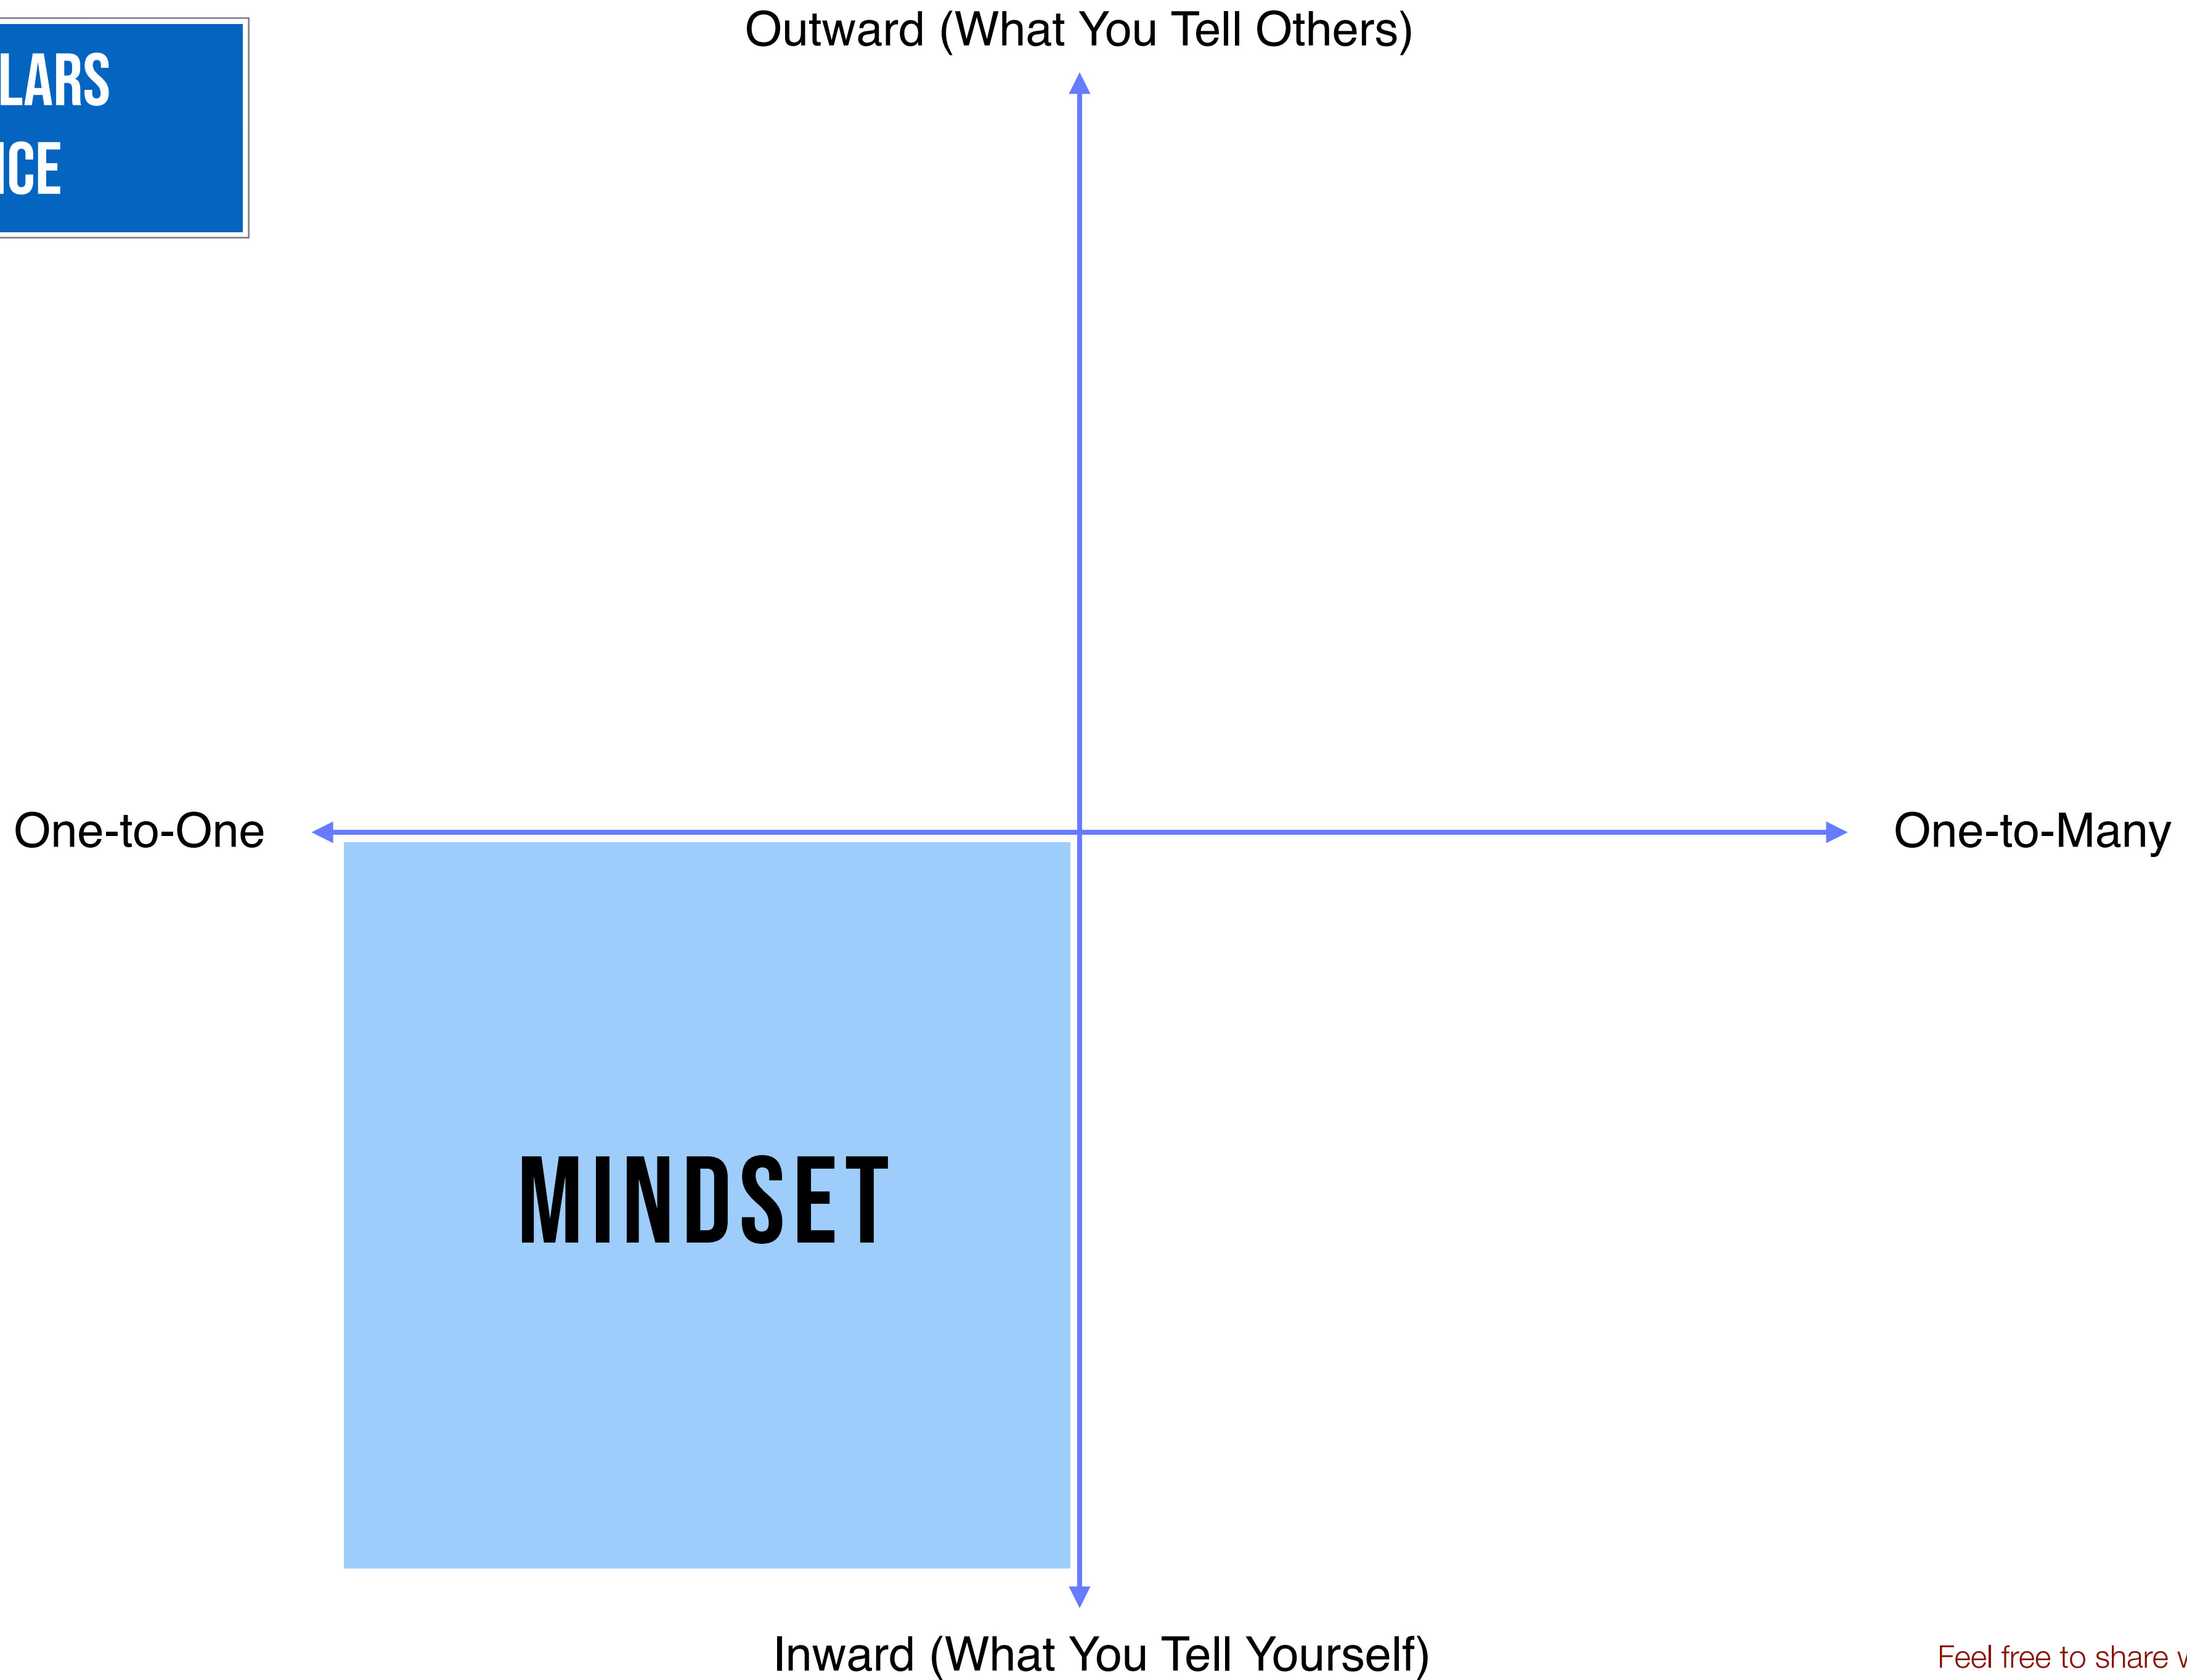 Outward (What You Tell Others)
LARS
ICE
One-to-One
One-to-Many
MINDSET
Inward (What You Tell Yourself)
Feel free to share